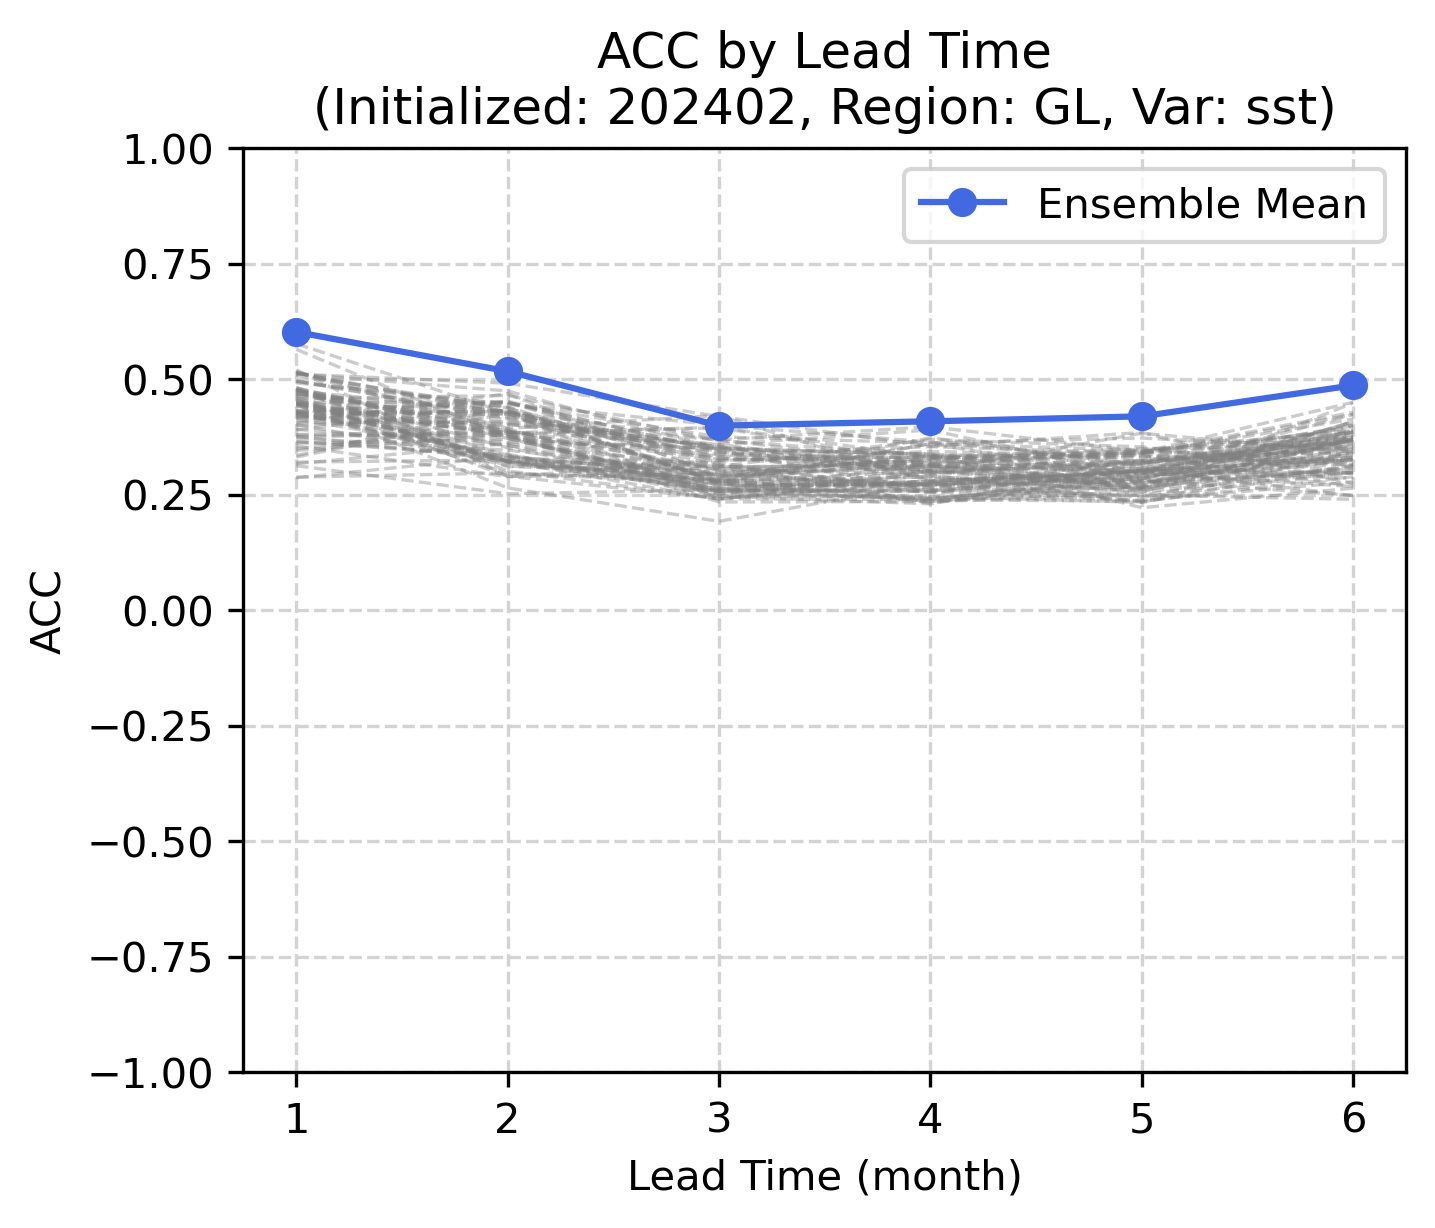 ACC by Lead Time
(Initialized: 202402, Region: GL, Var: sst)
1.00
0.75
0.50
0.25
0.00
−0.25
−0.50
−0.75
−1.00
ACC
Ensemble Mean
1 2 3 4 5 6
Lead Time (month)